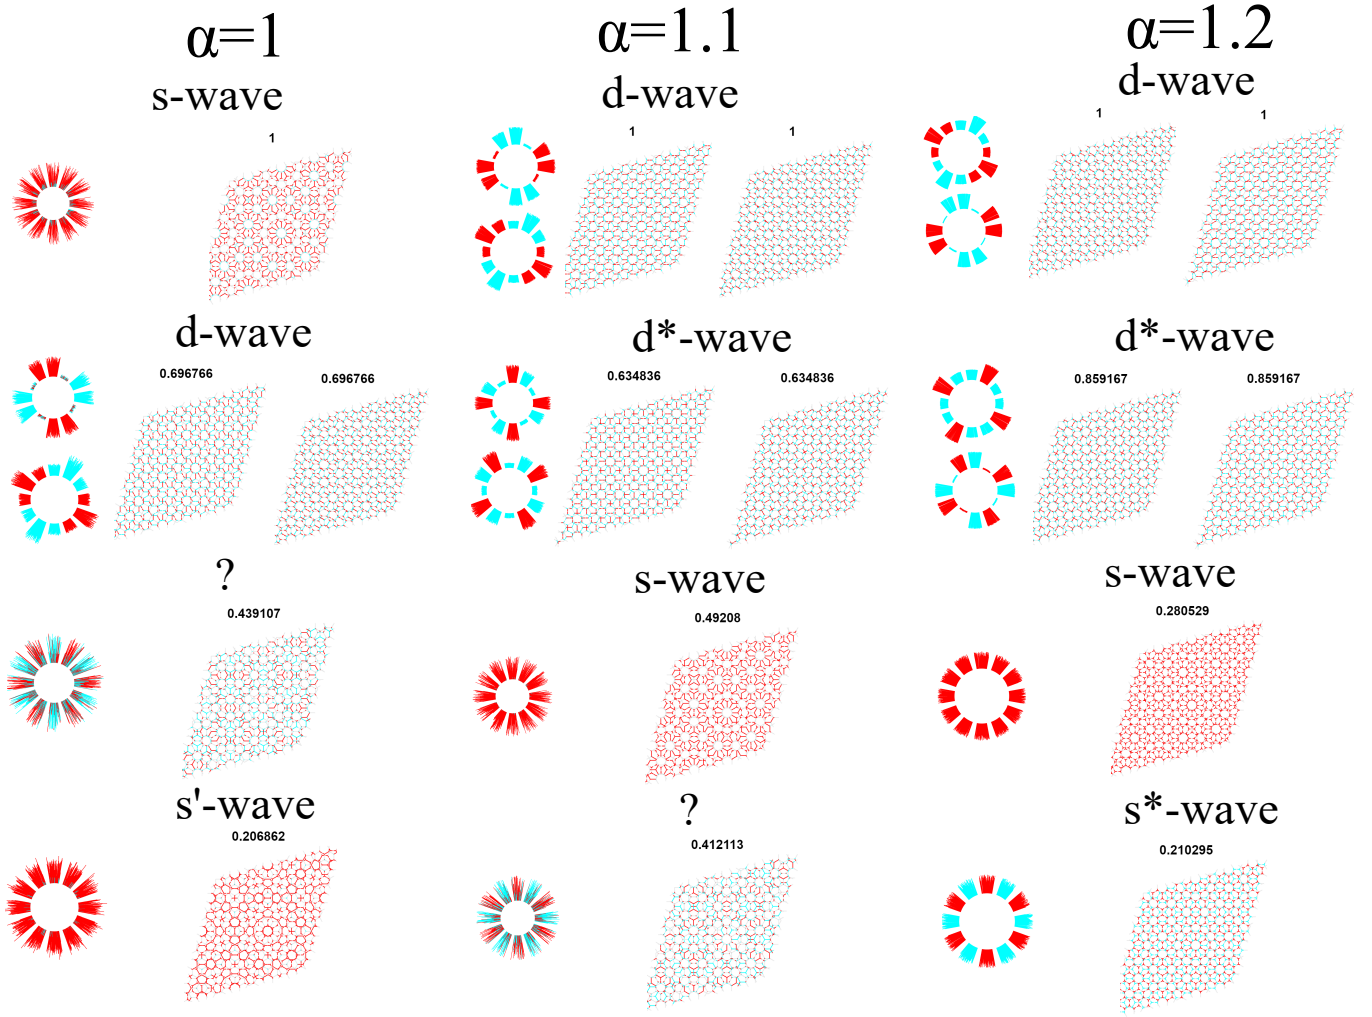 α=1
α=1.1
α=1.2
s-wave
d-wave
d-wave
1
1
1
1
1
d-wave
d*-wave
d*-wave
0.696766
0.696766
0.634836
0.634836
0.859167
0.859167
?
s-wave
s-wave
0.439107
0.49208
0.280529
s'-wave
?
s*-wave
0.206862
0.412113
0.210295